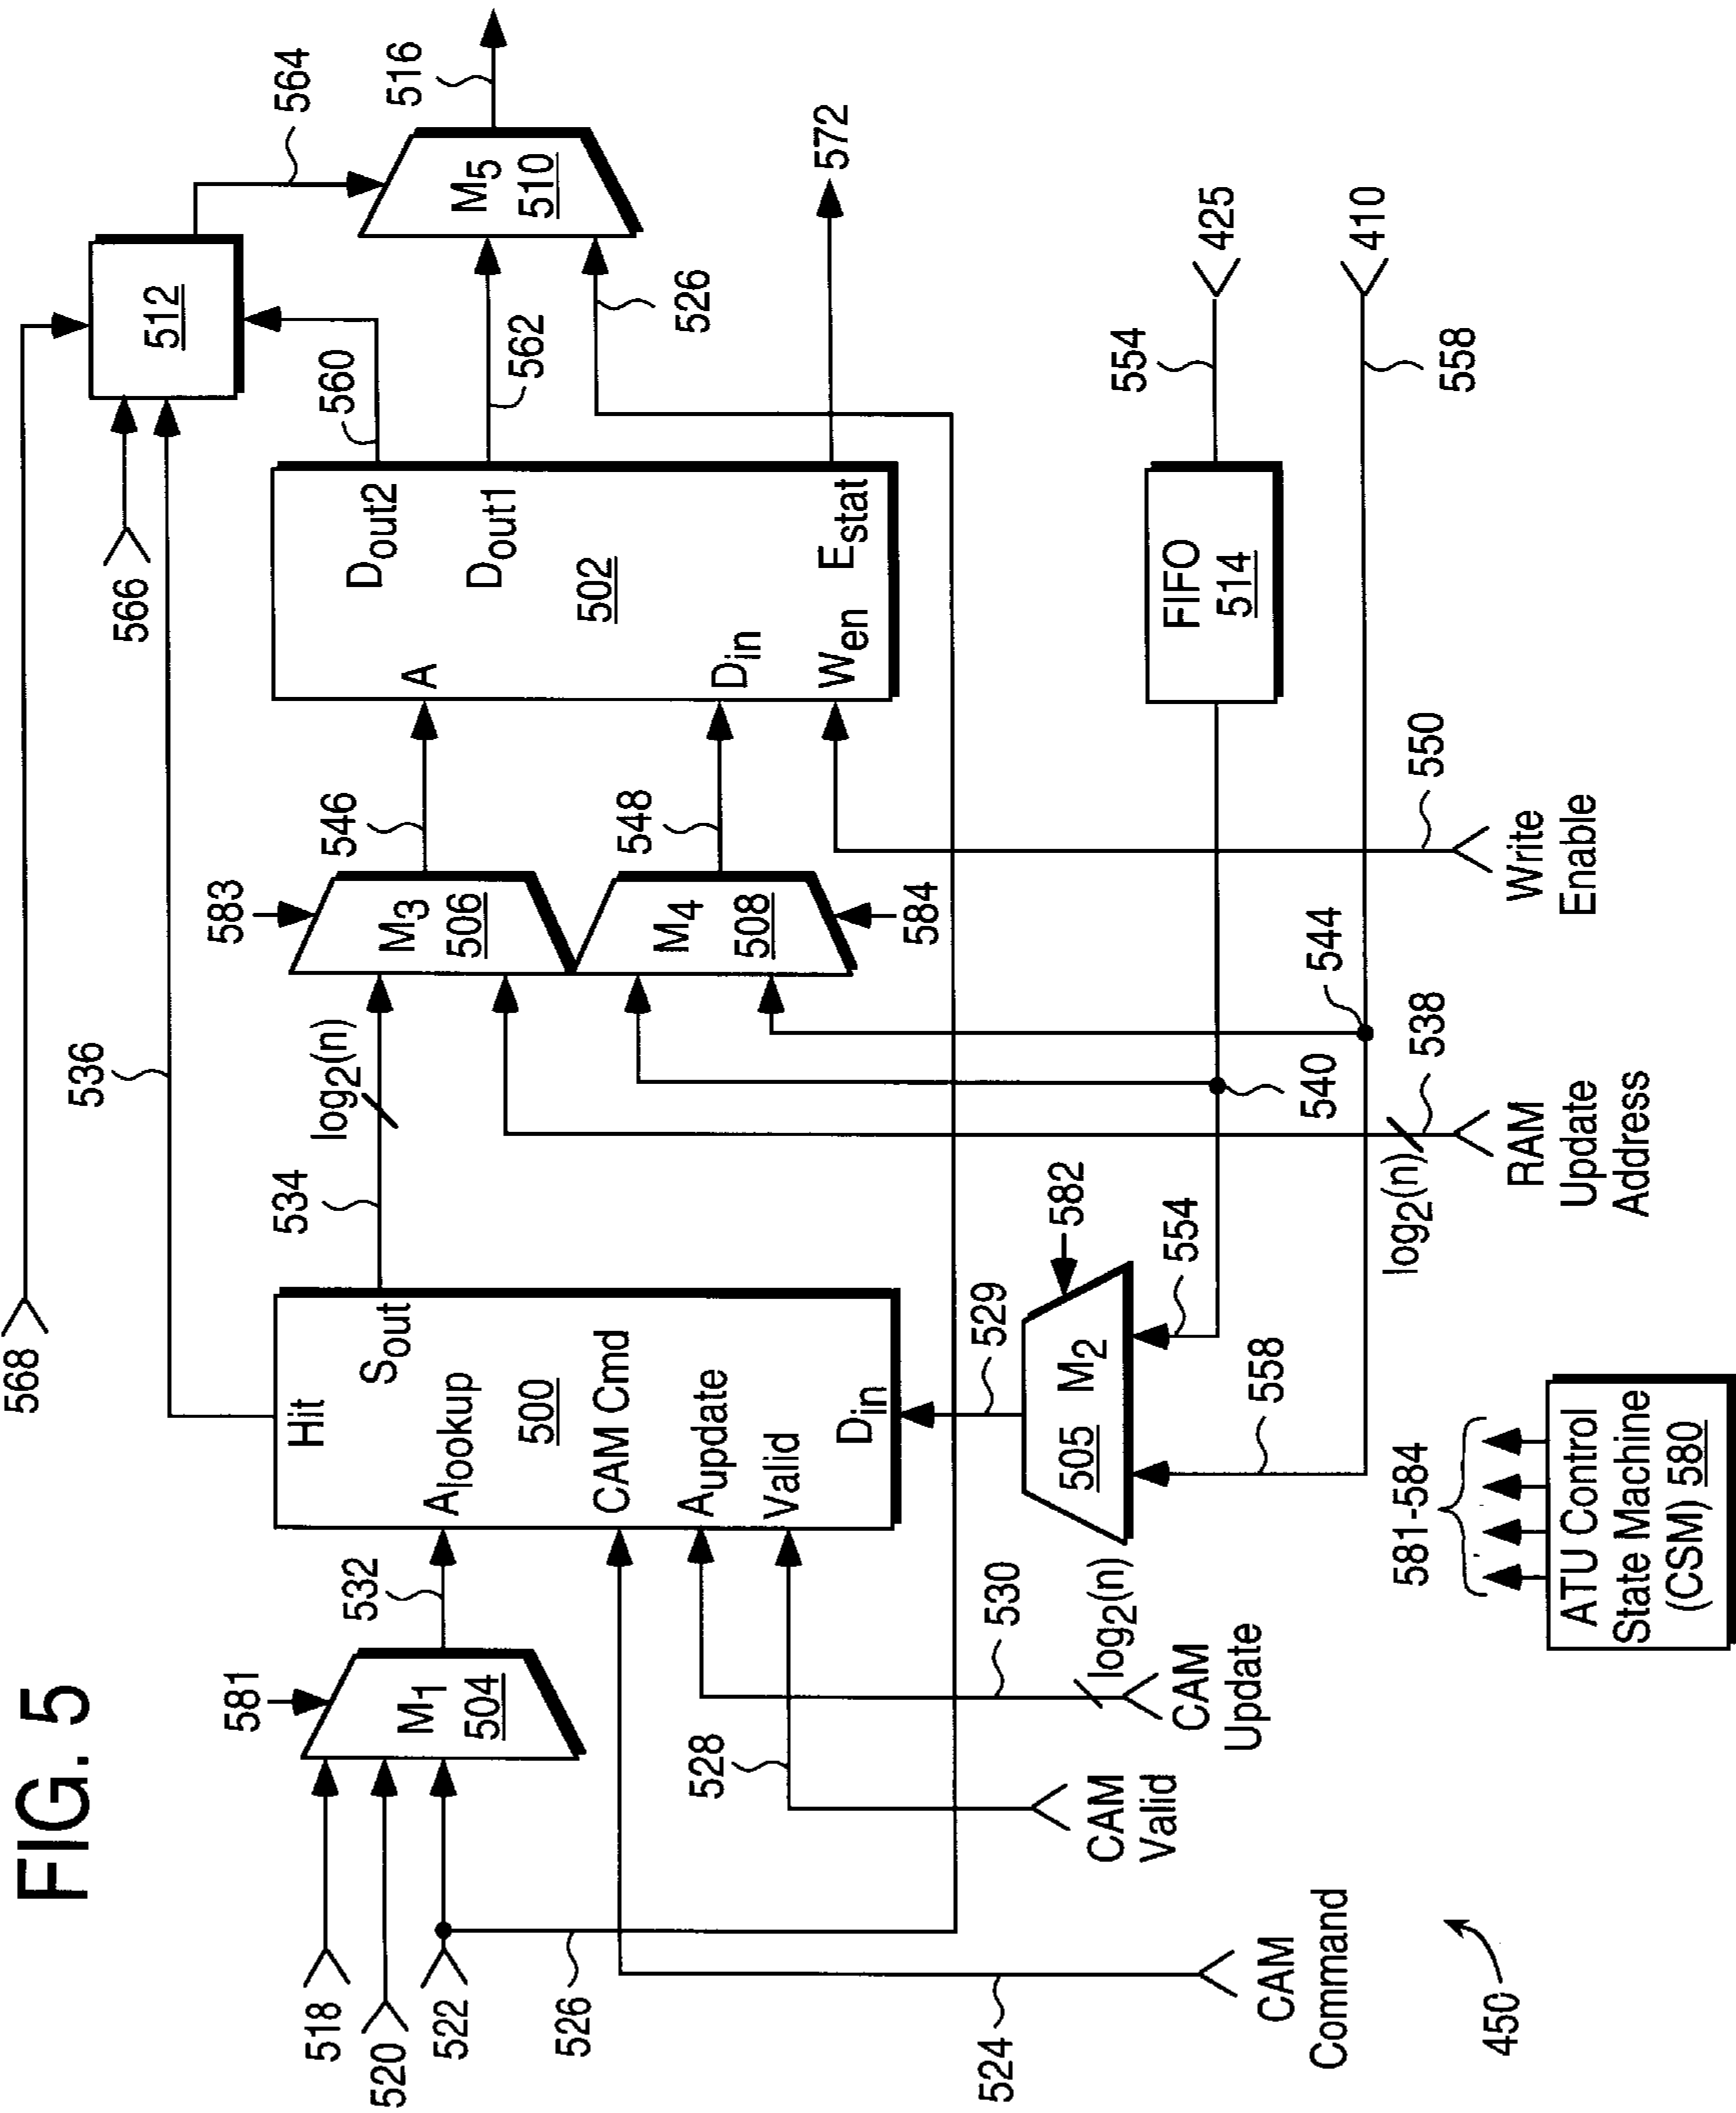 FIG. 5
568
536
566
512
564
560
516
M5
510
562
526
572
518
520
522
526
581
M1
504
532
Hit
Sout
Alookup
500
CAM Cmd
Aupdate
Valid
Din
534
log2(n)
583
M3
506
M4
508
584
546
548
A
Dout2
Dout1
502
Din
Wen
Estat
524
528
530
log2(n)
CAM
Command
CAM
Valid
CAM
Update
529
582
505
M2
554
558
540
544
538
log2(n)
RAM
Update
Address
550
Write
Enable
FIFO
514
554
425
410
558
450
581-584
ATU Control
State Machine
(CSM) 580